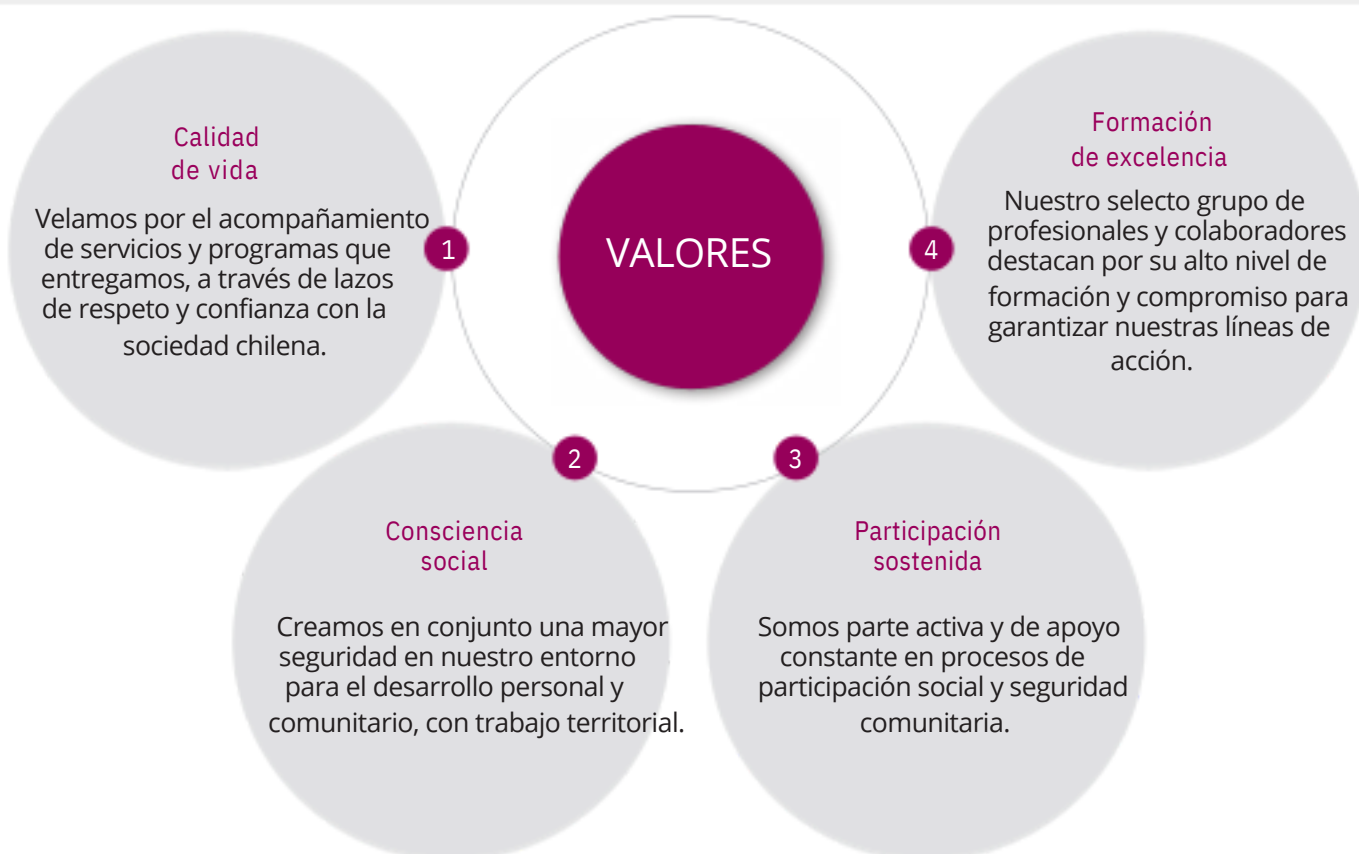 VALORES
1
Calidad
de vida
Velamos por el acompañamiento
de servicios y programas que
entregamos, a través de lazos
de respeto y confianza con la
sociedad chilena.
2
Consciencia
social
Creamos en conjunto una mayor
seguridad en nuestro entorno
para el desarrollo personal y
comunitario, con trabajo territorial.
3
Participación
sostenida
Somos parte activa y de apoyo
constante en procesos de
participación social y seguridad
comunitaria.
4
Formación
de excelencia
Nuestro selecto grupo de
profesionales y colaboradores
destacan por su alto nivel de
formación y compromiso para
garantizar nuestras líneas de
acción.